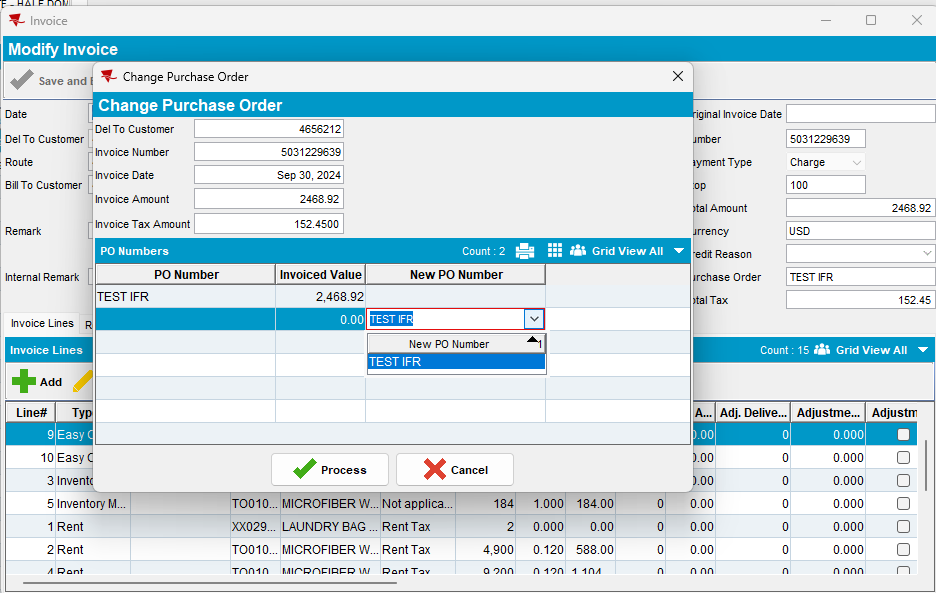 Invoice
Modify Invoice
Save and
Change Purchase Order
Change Purchase Order
Date
Del To Customer
Route
Bill To Customer
Remark
Internal Remark
Del To Customer 4656212
Invoice Number 5031229639
Invoice Date Sep 30, 2024
Invoice Amount 2468.92
Invoice Tax Amount 152.4500
riginal Invoice Date
umber 5031229639
ayment Type Charge
top 100
otal Amount 2468.92
urrency USD
redit Reason
urchase Order TEST IFR
otal Tax 152.45
PO Numbers Count : 2 Grid View All
PO Number Invoiced Value New PO Number
TEST IFR 2,468.92
0.00 TEST IFR
New PO Number 1
TEST IFR
Process Cancel
Invoice Lines
Invoice Lines Count : 15 Grid View All
Add
Line# Type A... Adj. Delive... Adjustme... Adjustm
9 Easy 0.00 0 0.000
10 Easy 0.00 0 0.000
3 Invento 0.00 0 0.000
5 Inventory M... TO010... MICROFIBER W... Not applica... 184 1.000 184.00 0 0.00 0 0.000
1 Rent XX029... LAUNDRY BAG ... Rent Tax 2 0.000 0.00 0 0.00 0 0.000
2 Rent TO010... MICROFIBER W... Rent Tax 4,900 0.120 588.00 0 0.00 0 0.000
4 Rent TO010... MICROFIBER W... Rent Tax 9,200 0.120 1,104... 0 0.00 0 0.000